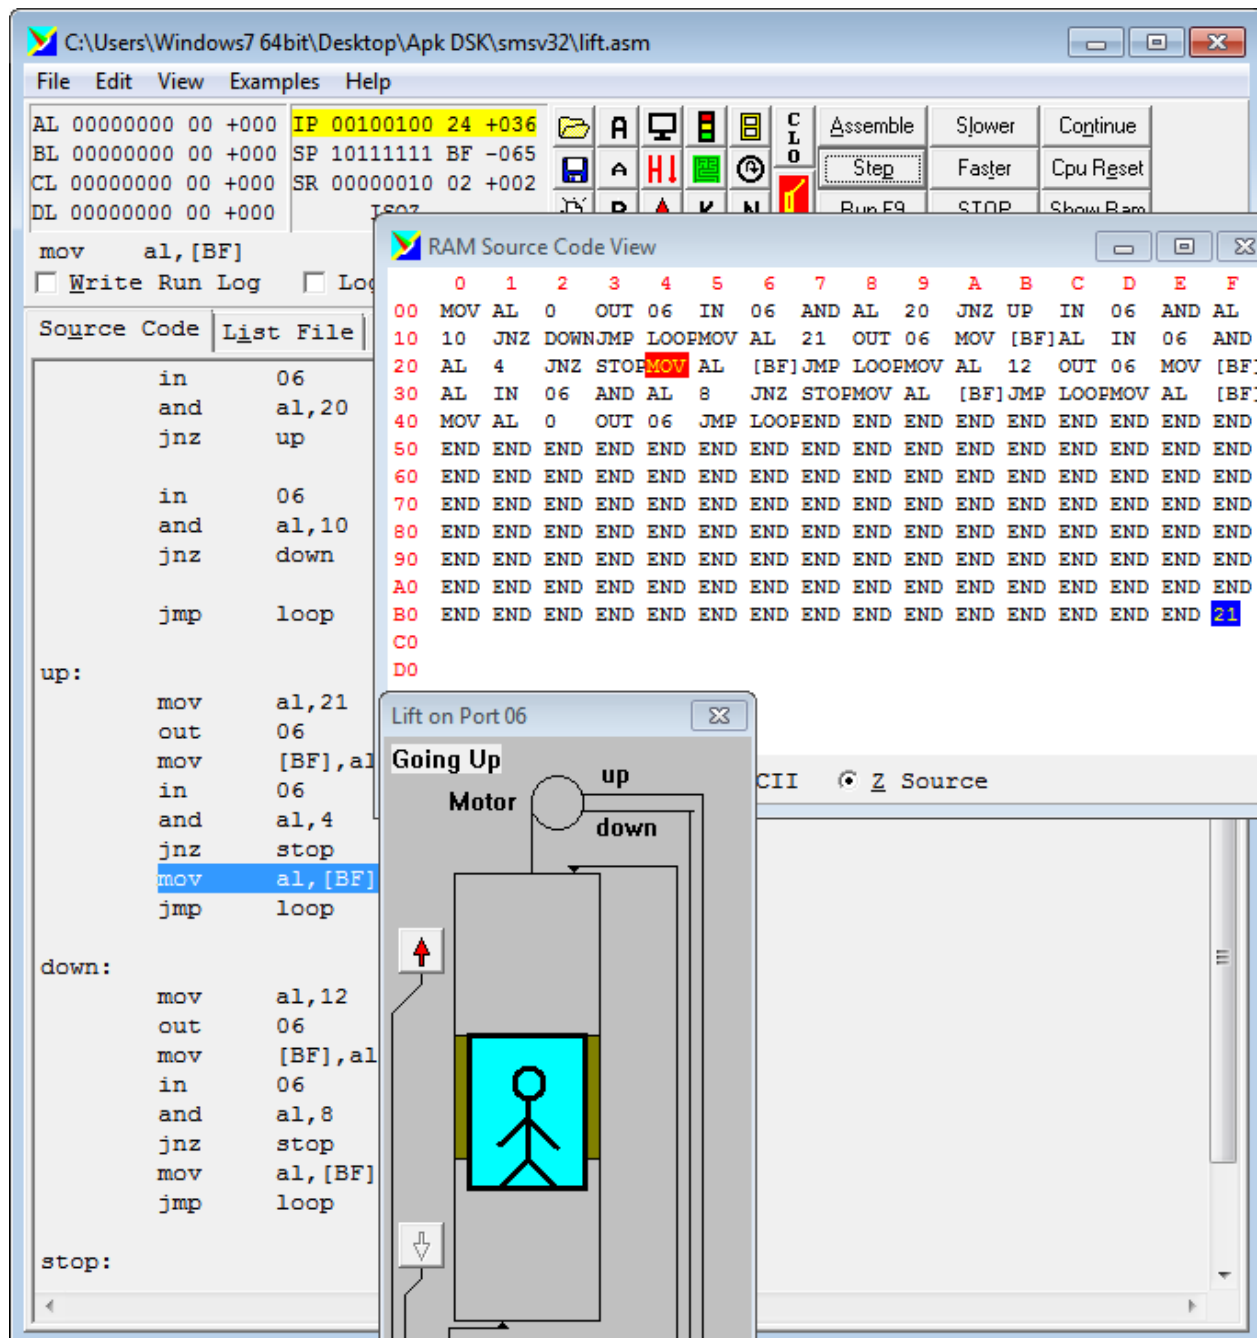 C:\Users\Windows7 64bit\Desktop\Apk DSK\smsv32\lift.asm
File Edit View Examples Help
AL 00000000 00 +000 IP 00100100 24 +036
BL 00000000 00 +000 SP 10111111 BF -065
CL 00000000 00 +000 SR 00000010 02 +002
DL 00000000 00 +000 ISOZ
CLO
Assemble Slower Continue
Step Faster Cpu Reset
Run F9 STOP Show Ram
mov al,[BF]
Write Run Log
Source Code List File
in 06
and al,20
jnz up
in 06
and al,10
jnz down
jmp loop
up:
mov al,21
out 06
mov [BF],al
in 06
and al,4
jnz stop
mov al,[BF]
jmp loop
down:
mov al,12
out 06
mov [BF],al
in 06
and al,8
jnz stop
mov al,[BF]
jmp loop
stop:
RAM Source Code View
0 1 2 3 4 5 6 7 8 9 A B C D E F
00 MOV AL 0 OUT 06 IN 06 AND AL 20 JNZ UP IN 06 AND AL
10 10 JNZ DOWN JMP LOOP MOV AL 21 OUT 06 MOV [BF] AL IN 06 AND
20 AL 4 JNZ STOP MOV AL [BF] JMP LOOP MOV AL 12 OUT 06 MOV [BF]
30 AL IN 06 AND AL 8 JNZ STOP MOV AL [BF] JMP LOOP MOV AL [BF]
40 MOV AL 0 OUT 06 JMP LOOP END END END END END END END END END
50 END END END END END END END END END END END END END END END END
60 END END END END END END END END END END END END END END END END
70 END END END END END END END END END END END END END END END END
80 END END END END END END END END END END END END END END END END
90 END END END END END END END END END END END END END END END END
A0 END END END END END END END END END END END END END END END END
B0 END END END END END END END END END END END END END END END 21
C0
D0
CII Z Source
Lift on Port 06
Going Up
up
Motor
down